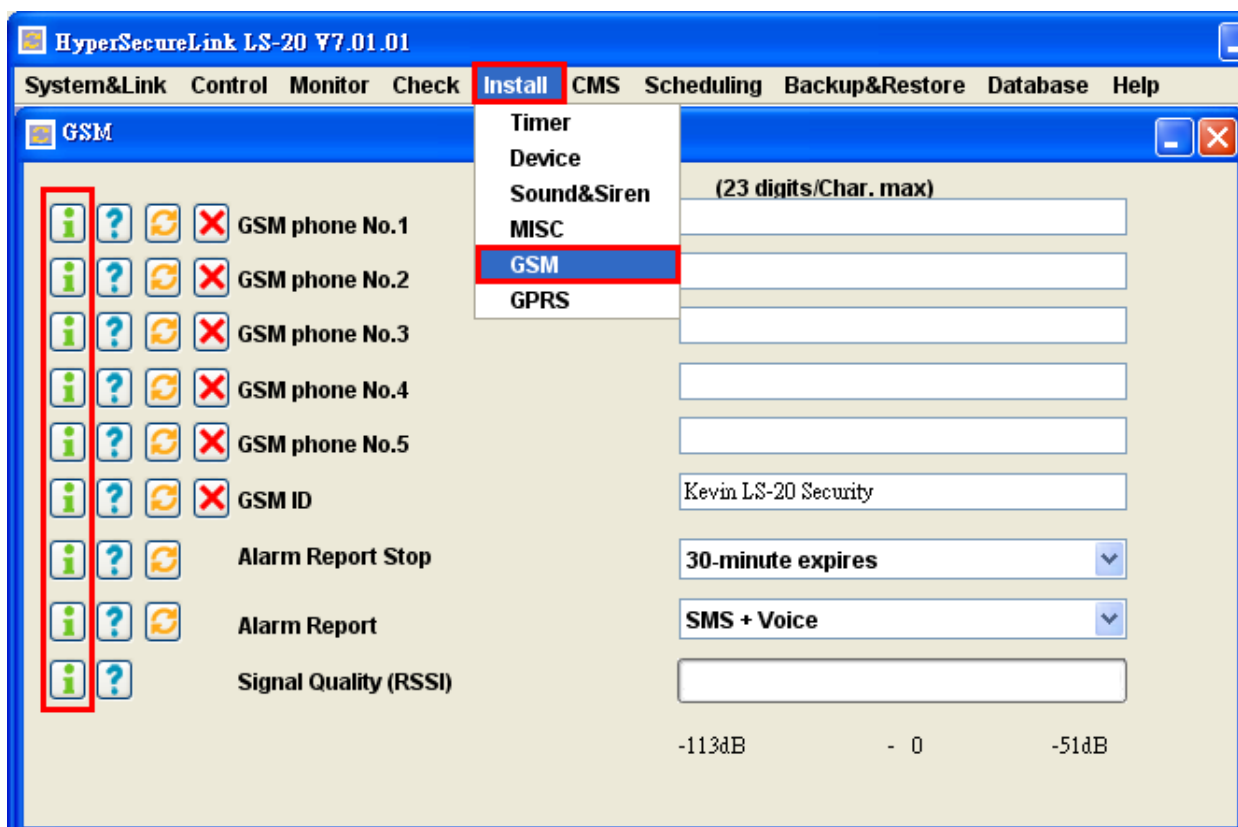 HyperSecureLink LS-20 V7.01.01
System&Link Control Monitor Check Install CMS Scheduling Backup&Restore Database Help
GSM
Timer
Device
Sound&Siren
MISC
GSM
GPRS
(23 digits/Char. max)
GSM phone No.1
GSM phone No.2
GSM phone No.3
GSM phone No.4
GSM phone No.5
GSM ID Kevin LS-20 Security
Alarm Report Stop 30-minute expires
Alarm Report SMS + Voice
Signal Quality (RSSI)
-113dB - 0 -51dB